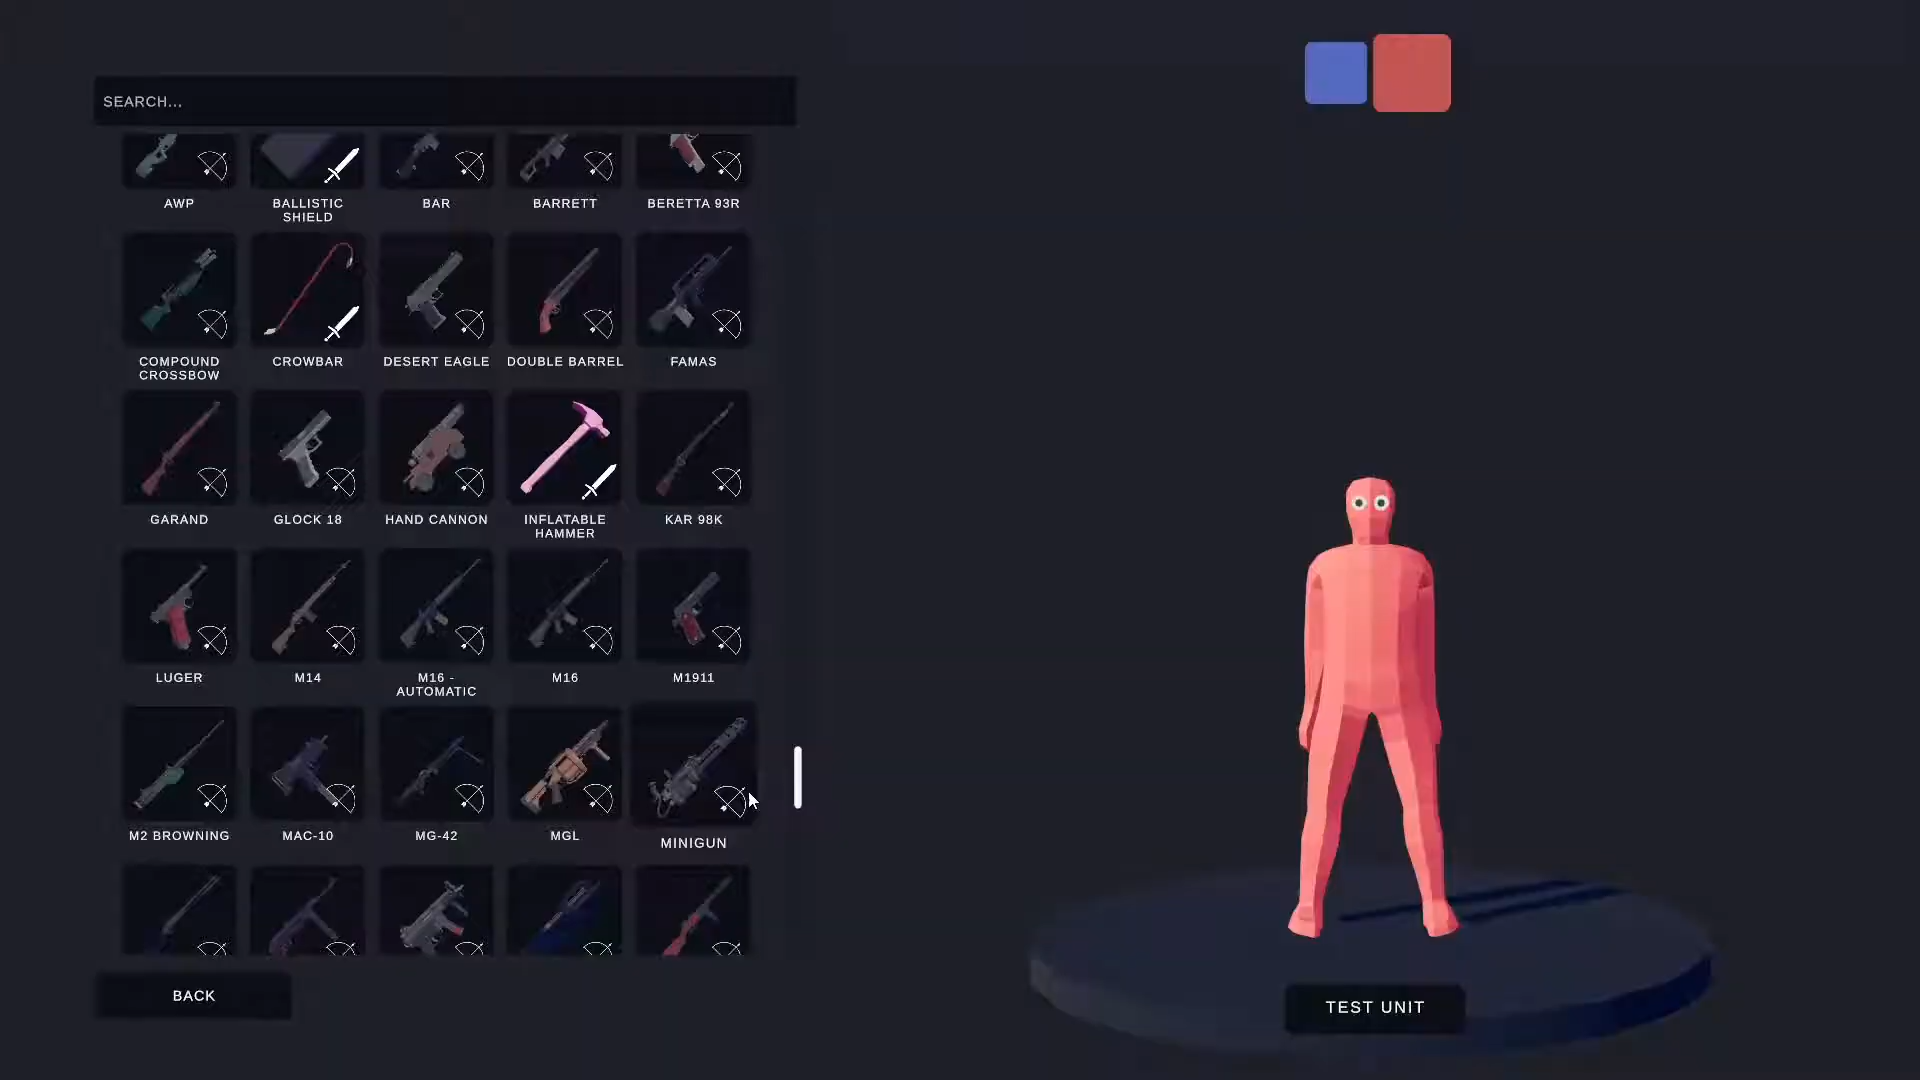 SEARCH...
AWP
BALLISTIC
SHIELD
BAR
BARRETT
BERETTA 93R
COMPOUND
CROSSBOW
CROWBAR
DESERT EAGLE
DOUBLE BARREL
FAMAS
GARAND
GLOCK 18
HAND CANNON
INFLATABLE
HAMMER
KAR 98K
LUGER
M14
M16 -
AUTOMATIC
M16
M1911
M2 BROWNING
MAC-10
MG-42
MGL
MINIGUN
BACK
TEST UNIT